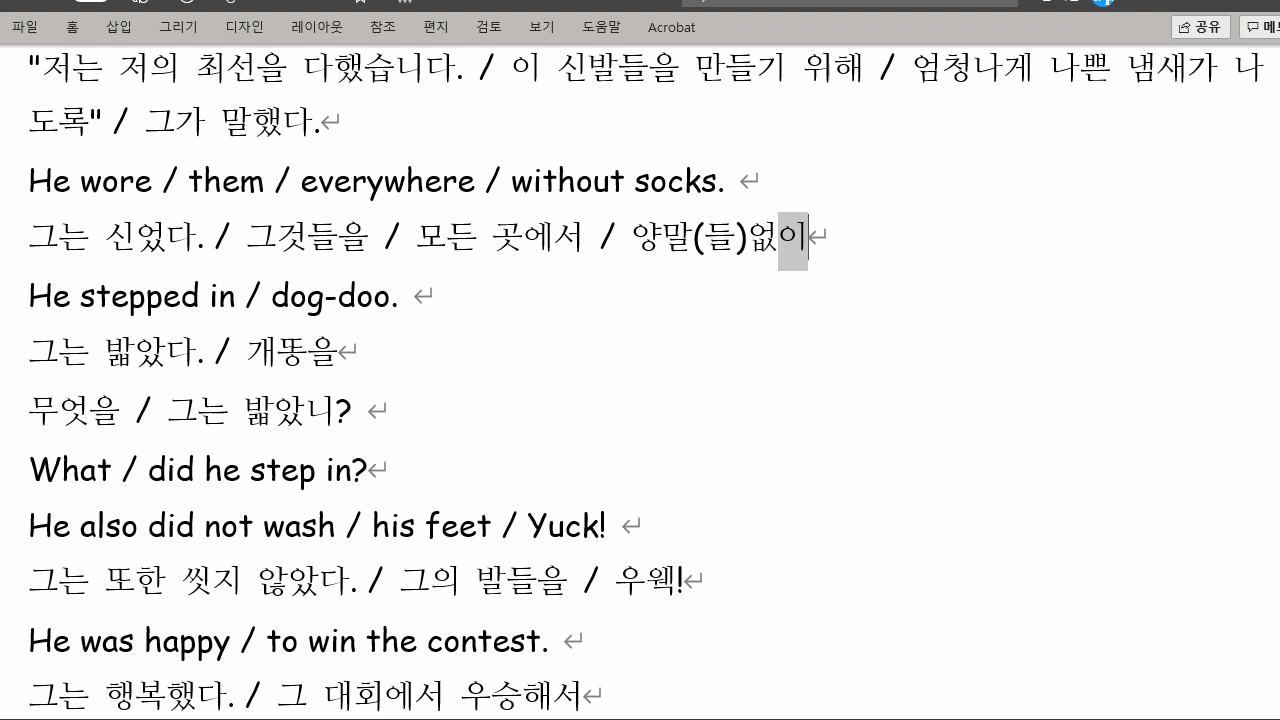 파일 홈 삽입 그리기 디자인 레이아웃 참조 편지 검토 보기 도움말 Acrobat 공유
"저는 저의 최선을 다했습니다. / 이 신발들을 만들기 위해 / 엄청나게 나쁜 냄새가 나
도록" / 그가 말했다.↵
He wore / them / everywhere / without socks. ↵
그는 신었다. / 그것들을 / 모든 곳에서 / 양말(들)없이↵
He stepped in / dog-doo. ↵
그는 밟았다. / 개똥을↵
무엇을 / 그는 밟았니? ↵
What / did he step in?↵
He also did not wash / his feet / Yuck! ↵
그는 또한 씻지 않았다. / 그의 발들을 / 우웩!↵
He was happy / to win the contest. ↵
그는 행복했다. / 그 대회에서 우승해서↵